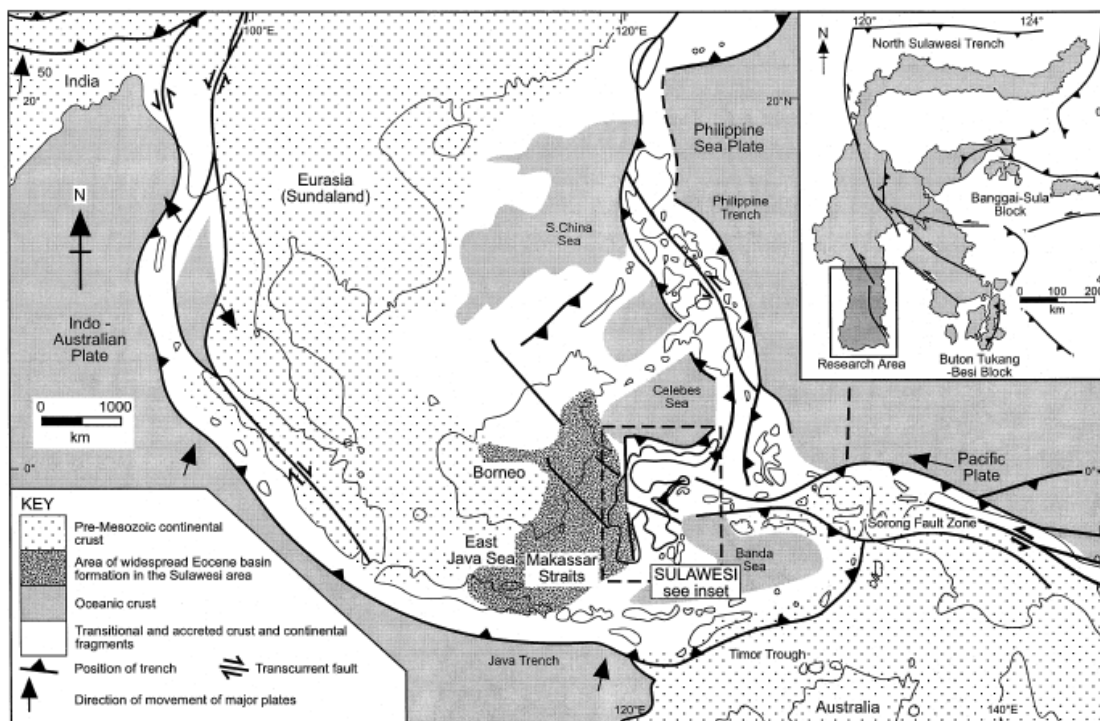 100°E.
120°E
50
India
20°
N
Eurasia
(Sundaland)
S.China
Sea
20°N
Philippine
Sea Plate
Philippine
Trench
Indo -
Australian
Plate
0
1000
km
0°
Borneo
Celebes
Sea
East
Java Sea
Makassar
Straits
SULAWESI
see inset
Banda
Sea
Pacific
Plate
0°
Sorong Fault Zone
Java Trench
Timor Trough
Australia
120°E
140°E
KEY
Pre-Mesozoic continental
crust
Area of widespread Eocene basin
formation in the Sulawesi area
Oceanic crust
Transitional and accreted crust and continental
fragments
Position of trench
Transcurrent fault
Direction of movement of major plates
120°
124°
N
North Sulawesi Trench
Banggai-Sula
Block
0 100 200
km
Research Area
Buton Tukang
-Besi Block